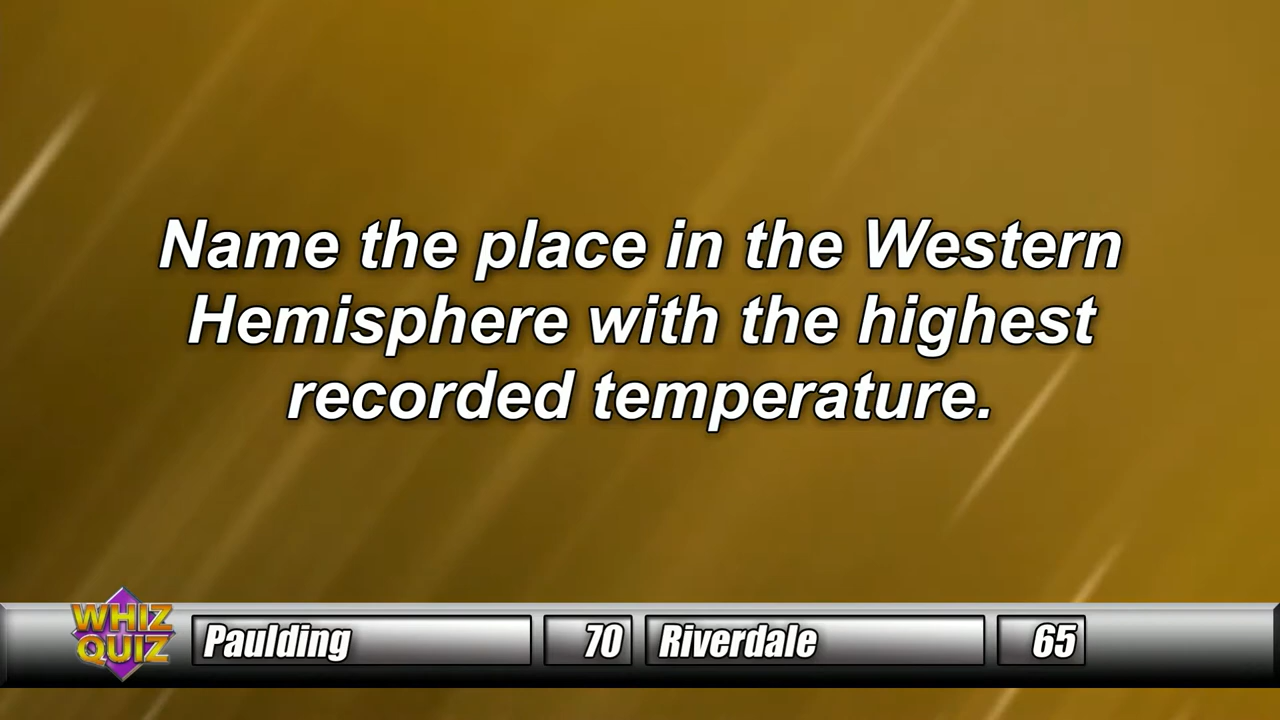 Name the place in the Western
Hemisphere with the highest
recorded temperature.
WHIZ
QUIZ
Paulding 70 Riverdale 65